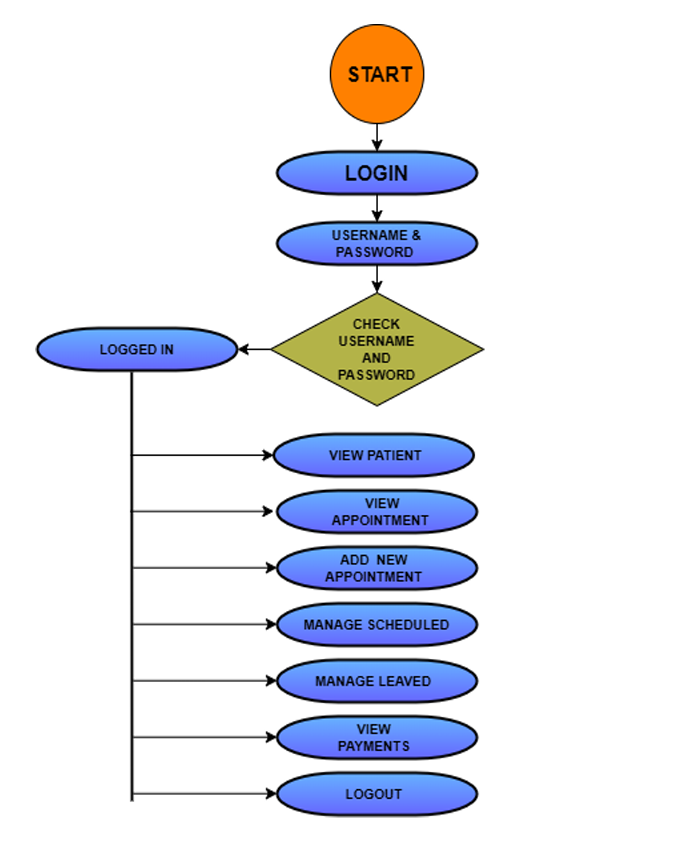 START
LOGIN
USERNAME &
PASSWORD
CHECK
USERNAME
AND
PASSWORD
LOGGED IN
VIEW PATIENT
VIEW
APPOINTMENT
ADD NEW
APPOINTMENT
MANAGE SCHEDULED
MANAGE LEAVED
VIEW
PAYMENTS
LOGOUT